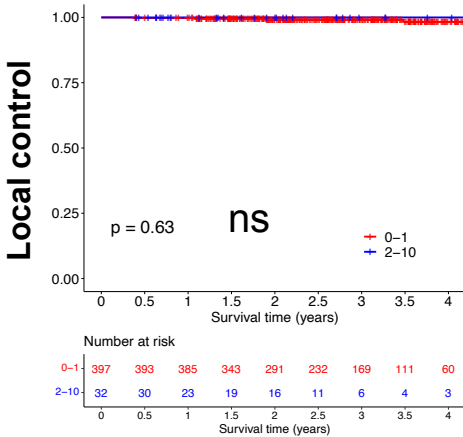 Local control
1.00
0.75
0.50
0.25
0.00
p = 0.63
ns
0−1
2−10
0 0.5 1 1.5 2 2.5 3 3.5 4
Survival time (years)
Number at risk
0−1 397 393 385 343 291 232 169 111 60
2−10 32 30 23 19 16 11 6 4 3
0 0.5 1 1.5 2 2.5 3 3.5 4
Survival time (years)